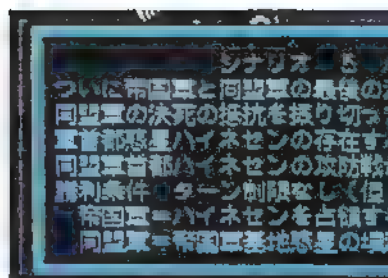 シナリオ 5
ついに帝国軍と同盟軍の最後の
同盟軍の決死の抵抗を振り切っ
軍首都惑星ハイネセンの存在す
同盟軍首都ハイネセンの攻防戦
勝利条件 ターン制限なしで
帝国軍=ハイネセンを占領す
同盟軍=帝国軍基地惑星の